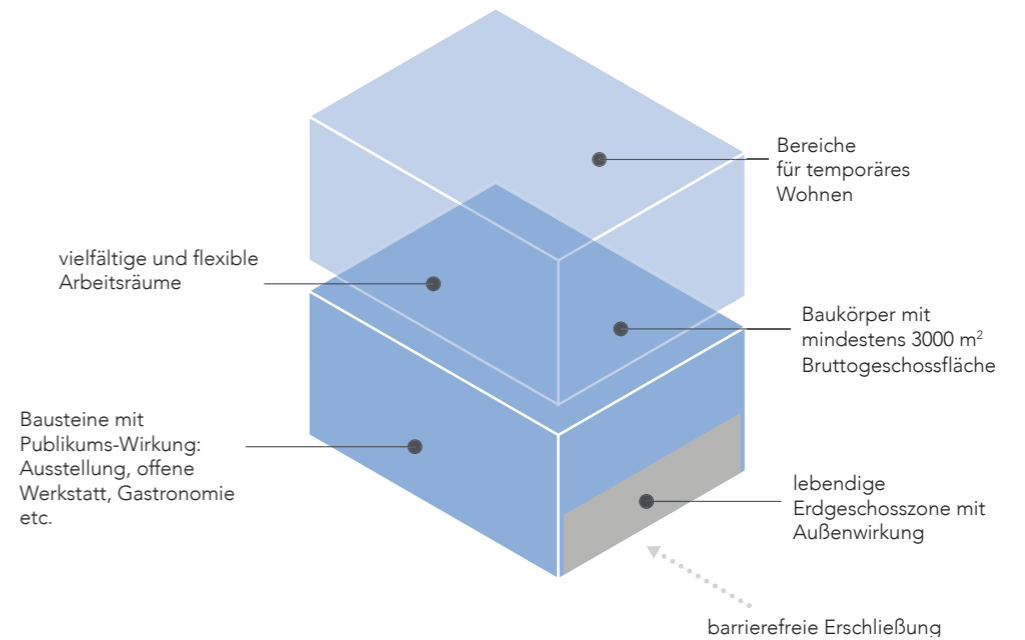 Bereiche
für temporäres
Wohnen
vielfältige und flexible
Arbeitsräume
Baukörper mit
mindestens 3000 m²
Bruttogeschossfläche
Bausteine mit
Publikums-Wirkung:
Ausstellung, offene
Werkstatt, Gastronomie
etc.
lebendige
Erdgeschosszone mit
Außenwirkung
barrierefreie Erschließung